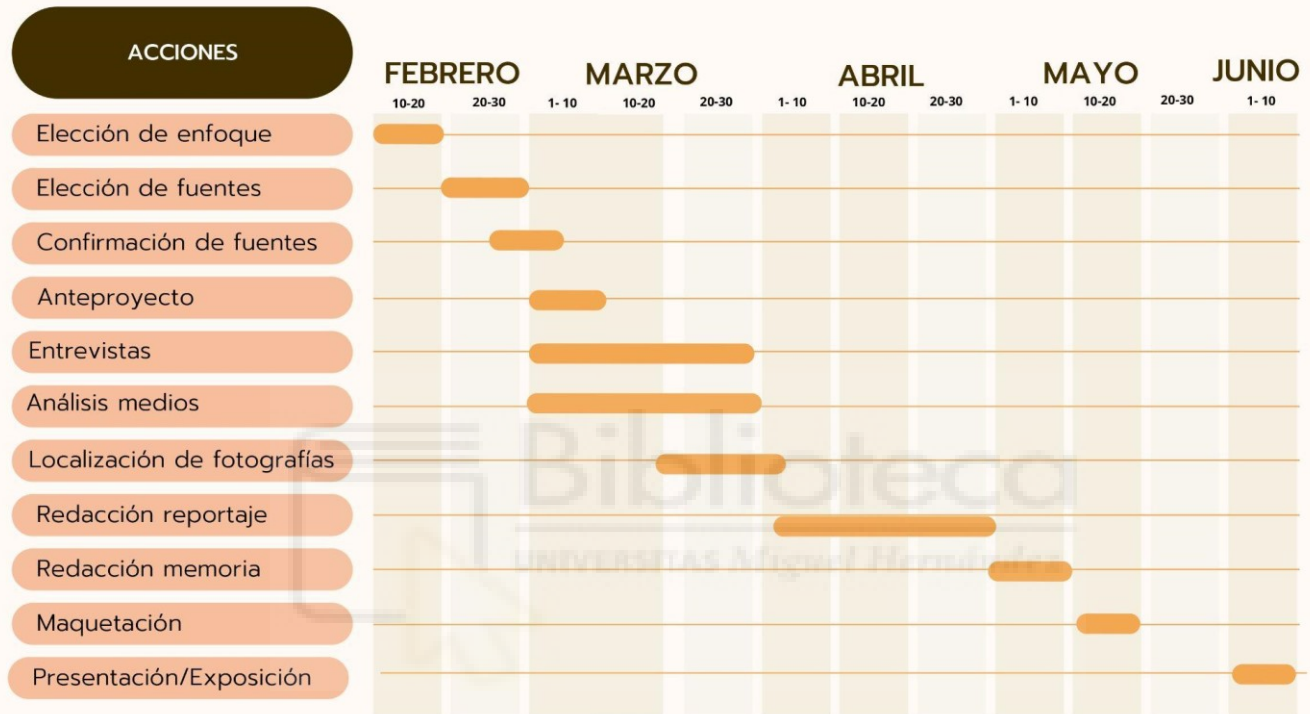 ACCIONES
FEBRERO MARZO ABRIL MAYO JUNIO
10-20 20-30 1- 10 10-20 20-30 1- 10 10-20 20-30 1- 10 10-20 20-30 1- 10
Elección de enfoque
Elección de fuentes
Confirmación de fuentes
Anteproyecto
Entrevistas
Análisis medios
Localización de fotografías
Biblioteca
Redacción reportaje
UNIVERSITAS Miguel Hernández
Redacción memoria
Maquetación
Presentación/Exposición